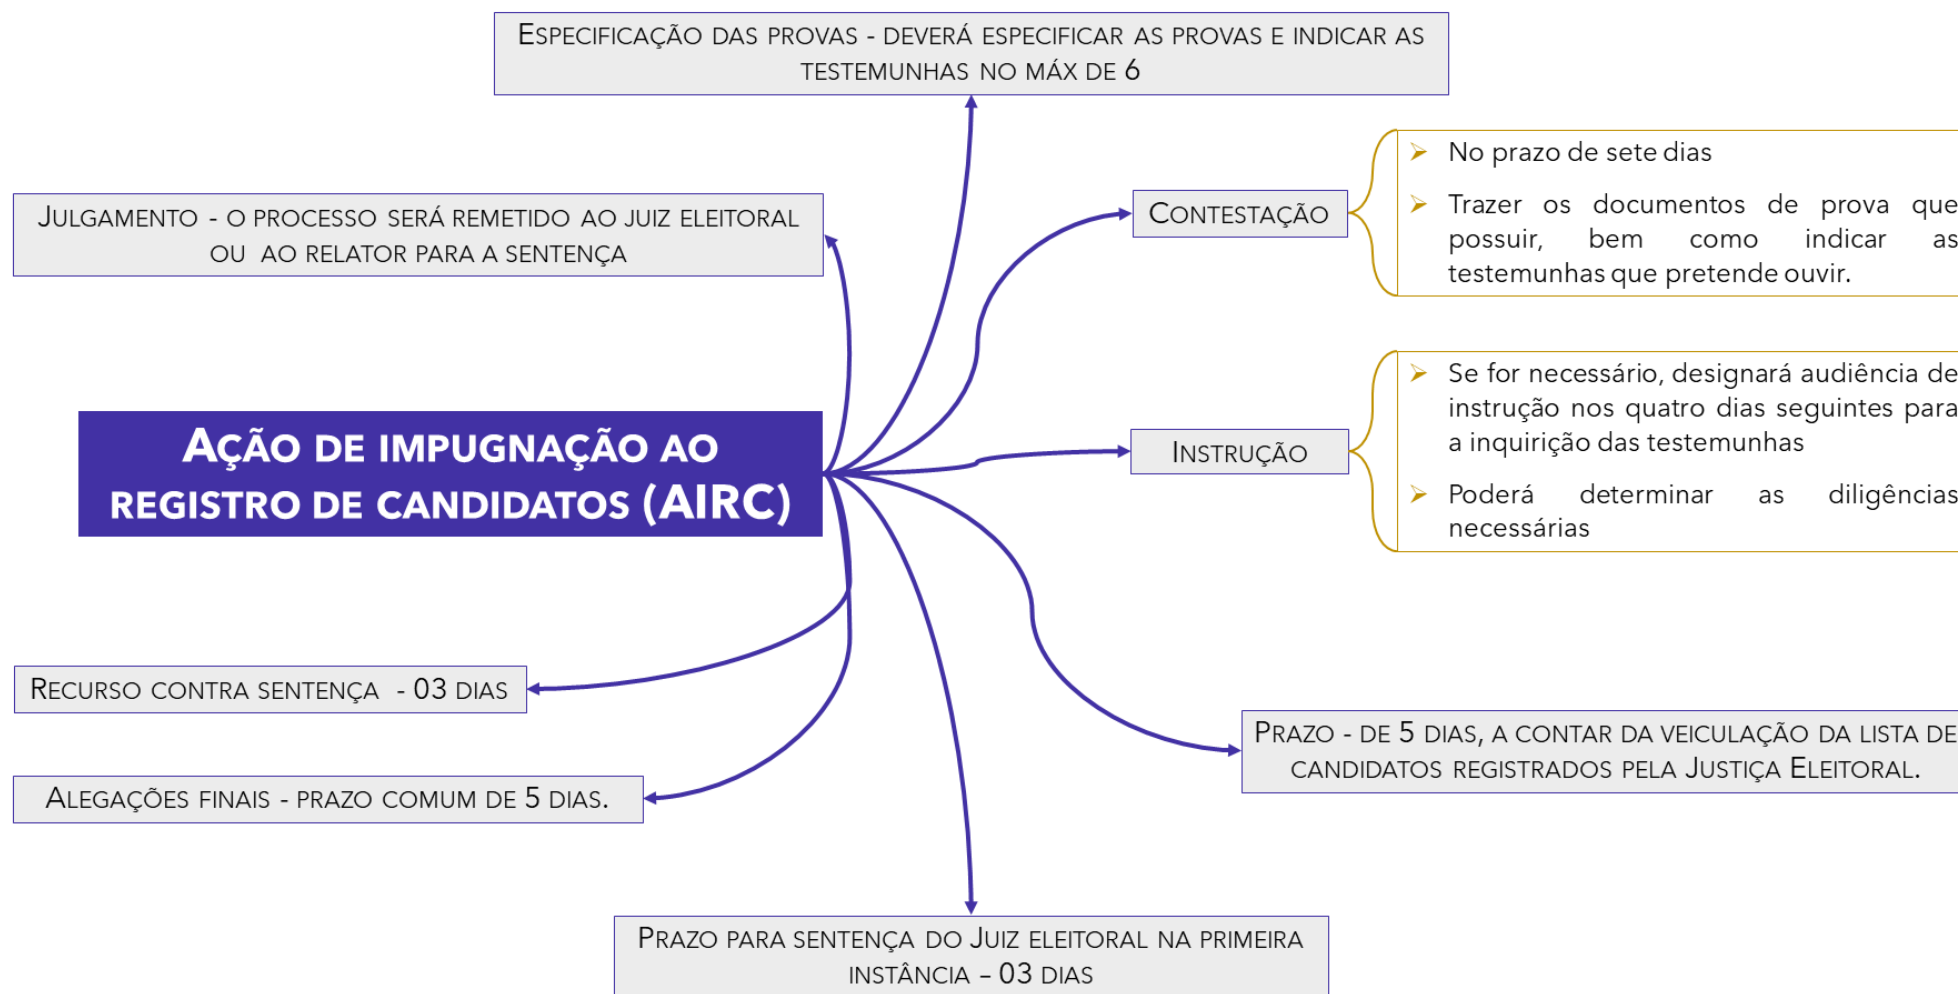 ESPECIFICAÇÃO DAS PROVAS - DEVERÁ ESPECIFICAR AS PROVAS E INDICAR AS
TESTEMUNHAS NO MÁX DE 6
CONTESTAÇÃO
➢ No prazo de sete dias
➢ Trazer os documentos de prova que
possuir, bem como indicar as
testemunhas que pretende ouvir.
JULGAMENTO - O PROCESSO SERÁ REMETIDO AO JUIZ ELEITORAL
OU AO RELATOR PARA A SENTENÇA
INSTRUÇÃO
➢ Se for necessário, designará audiência de
instrução nos quatro dias seguintes para
a inquirição das testemunhas
➢ Poderá determinar as diligências
necessárias
AÇÃO DE IMPUGNAÇÃO AO
REGISTRO DE CANDIDATOS (AIRC)
RECURSO CONTRA SENTENÇA - 03 DIAS
PRAZO - DE 5 DIAS, A CONTAR DA VEICULAÇÃO DA LISTA DE
CANDIDATOS REGISTRADOS PELA JUSTIÇA ELEITORAL.
ALEGAÇÕES FINAIS - PRAZO COMUM DE 5 DIAS.
PRAZO PARA SENTENÇA DO JUIZ ELEITORAL NA PRIMEIRA
INSTÂNCIA – 03 DIAS